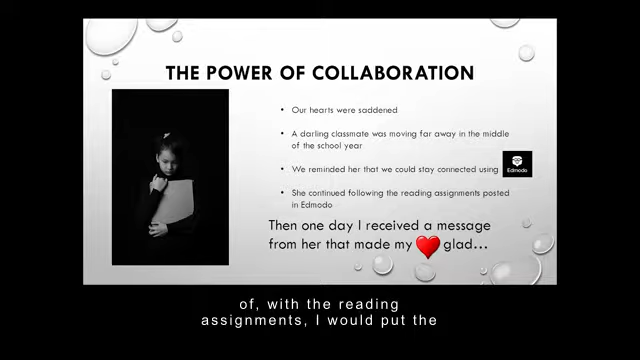 THE POWER OF COLLABORATION
• Our hearts were saddened
• A darling classmate was moving far away in the middle
of the school year
• We reminded her that we could stay connected using
Edmodo
• She continued following the reading assignments posted
in Edmodo
Then one day I received a message
from her that made my glad...
of, with the reading
assignments, I would put the